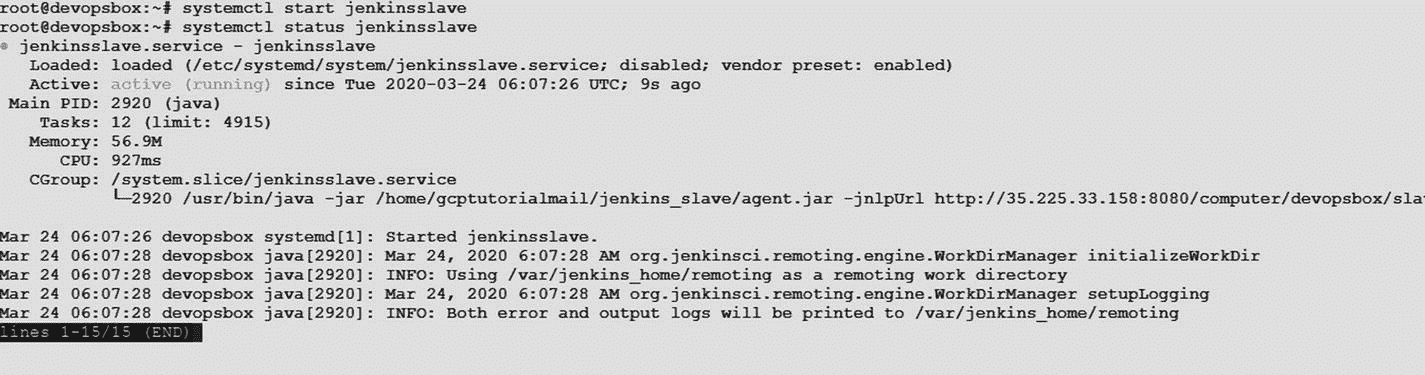 root@devopsbox:~# systemctl start jenkinsslave
root@devopsbox:~# systemctl status jenkinsslave
● jenkinsslave.service - jenkinsslave
   Loaded: loaded (/etc/systemd/system/jenkinsslave.service; disabled; vendor preset: enabled)
   Active: active (running) since Tue 2020-03-24 06:07:26 UTC; 9s ago
 Main PID: 2920 (java)
    Tasks: 12 (limit: 4915)
   Memory: 56.9M
      CPU: 927ms
   CGroup: /system.slice/jenkinsslave.service
           └─2920 /usr/bin/java -jar /home/gcptutorialmail/jenkins_slave/agent.jar -jnlpUrl http://35.225.33.158:8080/computer/devopsbox/sla
Mar 24 06:07:26 devopsbox systemd[1]: Started jenkinsslave.
Mar 24 06:07:28 devopsbox java[2920]: Mar 24, 2020 6:07:28 AM org.jenkinsci.remoting.engine.WorkDirManager initializeWorkDir
Mar 24 06:07:28 devopsbox java[2920]: INFO: Using /var/jenkins_home/remoting as a remoting work directory
Mar 24 06:07:28 devopsbox java[2920]: Mar 24, 2020 6:07:28 AM org.jenkinsci.remoting.engine.WorkDirManager setupLogging
Mar 24 06:07:28 devopsbox java[2920]: INFO: Both error and output logs will be printed to /var/jenkins_home/remoting
lines 1-15/15 (END)